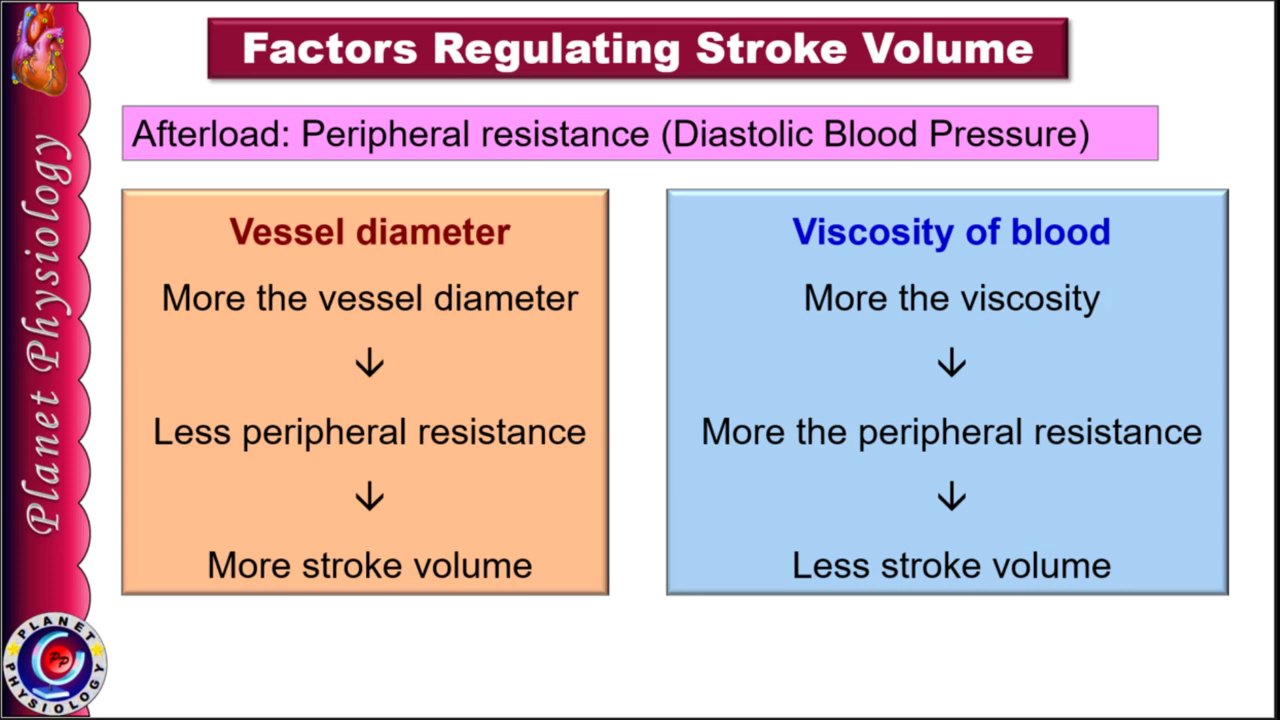 Factors Regulating Stroke Volume
Afterload: Peripheral resistance (Diastolic Blood Pressure)
Vessel diameter
More the vessel diameter
↓
Less peripheral resistance
↓
More stroke volume
Viscosity of blood
More the viscosity
↓
More the peripheral resistance
↓
Less stroke volume
Planet Physiology
PLANET
PP
PHYSIOLOGY